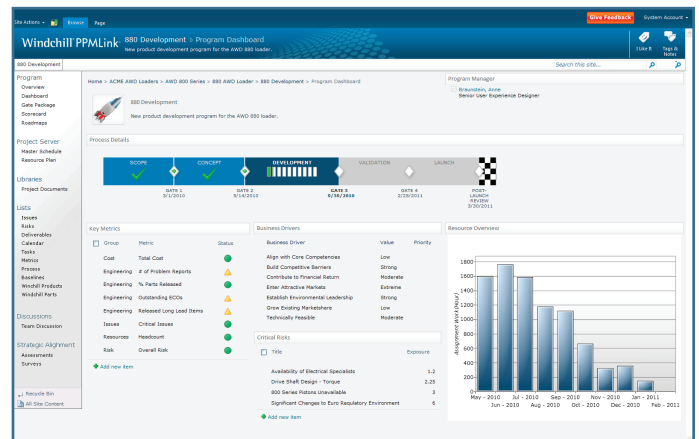 Site Actions
Browse
Page
Give Feedback
System Account
Windchill PPMLink
880 Development > Program Dashboard
New product development program for the AWD 880 loader.
I Like It
Tags & Notes
880 Development
Search this site...
Program
Overview
Dashboard
Gate Package
Scorecard
Roadmaps
Project Server
Master Schedule
Resource Plan
Libraries
Project Documents
Lists
Issues
Risks
Deliverables
Calendar
Tasks
Metrics
Process
Baselines
Windchill Products
Windchill Parts
Discussions
Team Discussion
Strategic Alighment
Assessments
Surveys
Recycle Bin
All Site Content
Home > ACME AWD Loaders > AWD 800 Series > 880 AWD Loader > 880 Development > Program Dashboard
880 Development
New product development program for the AWD 880 loader.
Program Manager
Braunstein, Anne
Senior User Experience Designer
Process Details
SCOPE
CONCEPT
DEVELOPMENT
VALIDATION
LAUNCH
GATE 1
3/1/2010
GATE 2
5/14/2010
GATE 3
9/30/2010
GATE 4
2/25/2011
POST-
LAUNCH
REVIEW
3/30/2011
Key Metrics
Group Metric Status
Cost Total Cost
Engineering # of Problem Reports
Engineering % Parts Released
Engineering Outstanding ECOs
Engineering Released Long Lead Items
Issues Critical Issues
Resources Headcount
Risk Overall Risk
Add new item
Business Drivers
Business Driver Value Priority
Align with Core Competencies Low
Build Competitive Barriers Strong
Contribute to Financial Return Moderate
Enter Attractive Markets Extreme
Establish Environmental Leadership Strong
Grow Existing Marketshare Low
Technically Feasible Moderate
Critical Risks
Title Exposure
Availability of Electrical Specialists 1.2
Drive Shaft Design - Torque 2.25
800 Series Pistons Unavailable 3
Significant Changes to Euro Regulatory Environment 6
Add new item
Resource Overview
Assignment Work(Hour)
1800
1600
1400
1200
1000
800
600
400
200
0
May - 2010 Jul - 2010 Sep - 2010 Nov - 2010 Jan - 2011
Jun - 2010 Aug - 2010 Oct - 2010 Dec - 2010 Feb - 2011